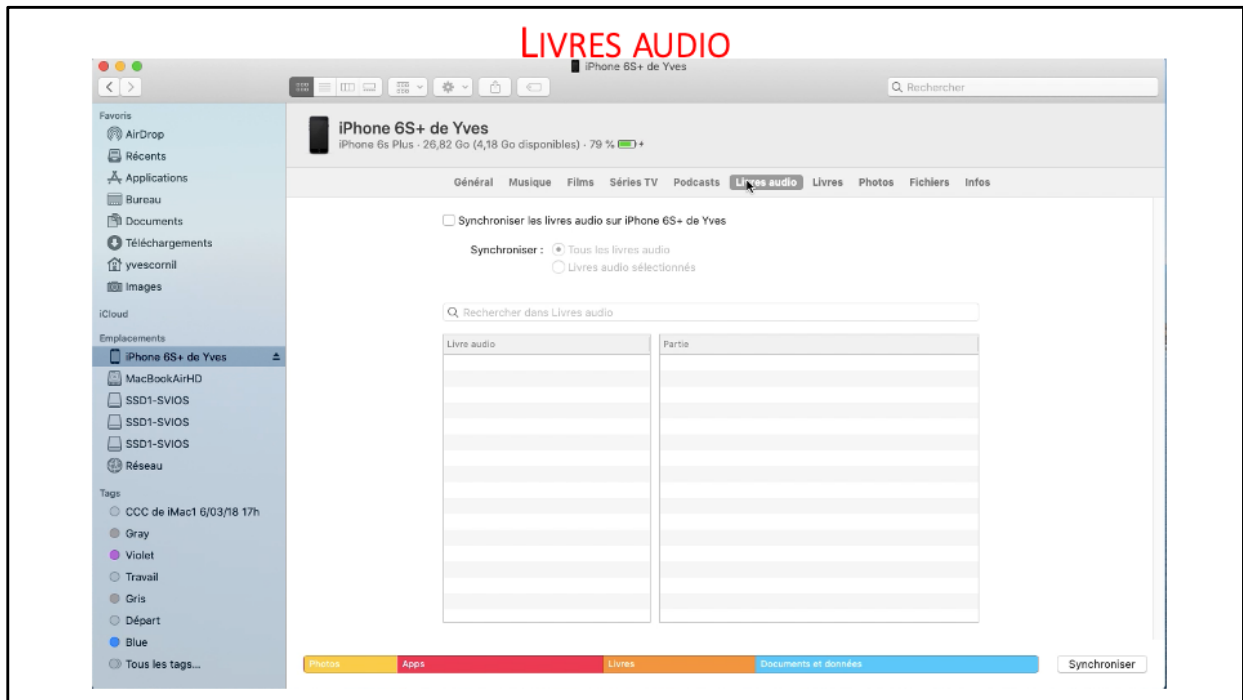 LIVRES AUDIO
iPhone 6S+ de Yves
Rechercher
Favoris
AirDrop
Récents
Applications
Bureau
Documents
Téléchargements
yvescornil
Images
iCloud
Emplacements
iPhone 6S+ de Yves
MacBookAirHD
SSD1-SVIOS
SSD1-SVIOS
SSD1-SVIOS
Réseau
Tags
CCC de iMac1 6/03/18 17h
Gray
Violet
Travail
Gris
Départ
Blue
Tous les tags...
iPhone 6S+ de Yves
iPhone 6s Plus - 26,82 Go (4,18 Go disponibles) - 79 %
Général Musique Films Séries TV Podcasts Livres audio Livres Photos Fichiers Infos
Synchroniser les livres audio sur iPhone 6S+ de Yves
Synchroniser : Tous les livres audio
Livres audio sélectionnés
Rechercher dans Livres audio
Livre audio Partie
Photos Apps Livres Documents et données Synchroniser